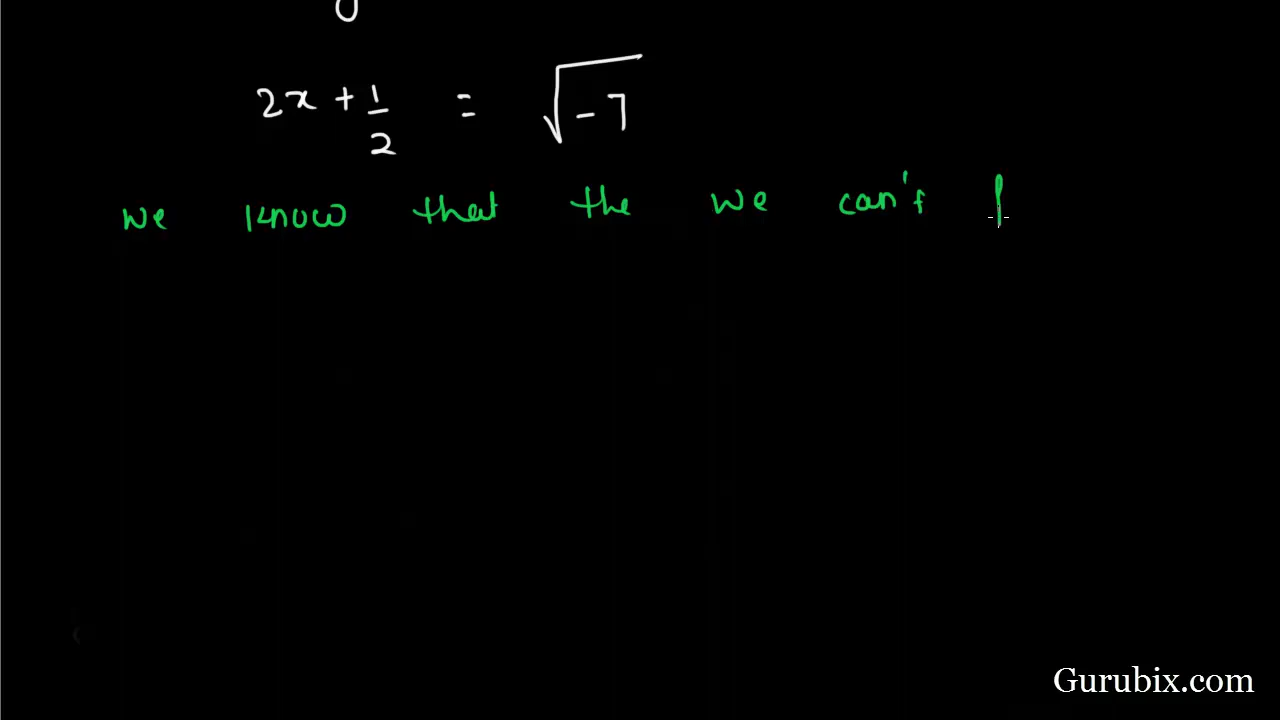 2x + 1/2 = √-7
we know that the we can't f
Gurubix.com